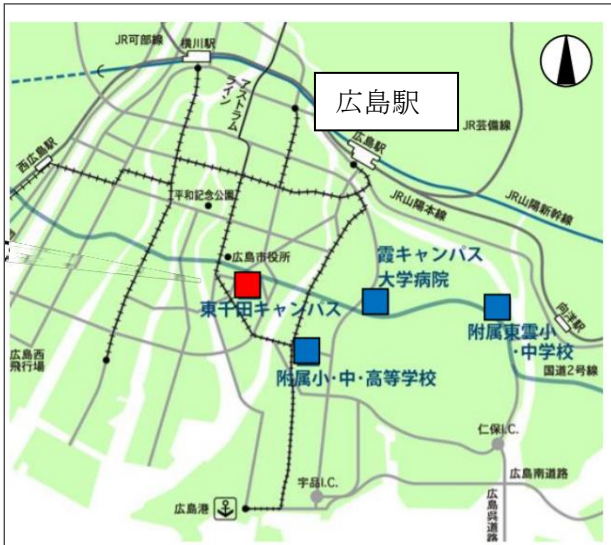 JR可部線
横川駅
アストラム
ライン
広島駅
JR芸備線
広島駅
西広島駅
平和記念公園
JR山陽本線
JR山陽新幹線
広島市役所
霞キャンパス
大学病院
東千田キャンパス
向洋駅
附属東雲小
・中学校
広島西
飛行場
附属小・中・高等学校
国道2号線
仁保I.C.
広島南道路
宇品I.C.
広島港
広島呉道路